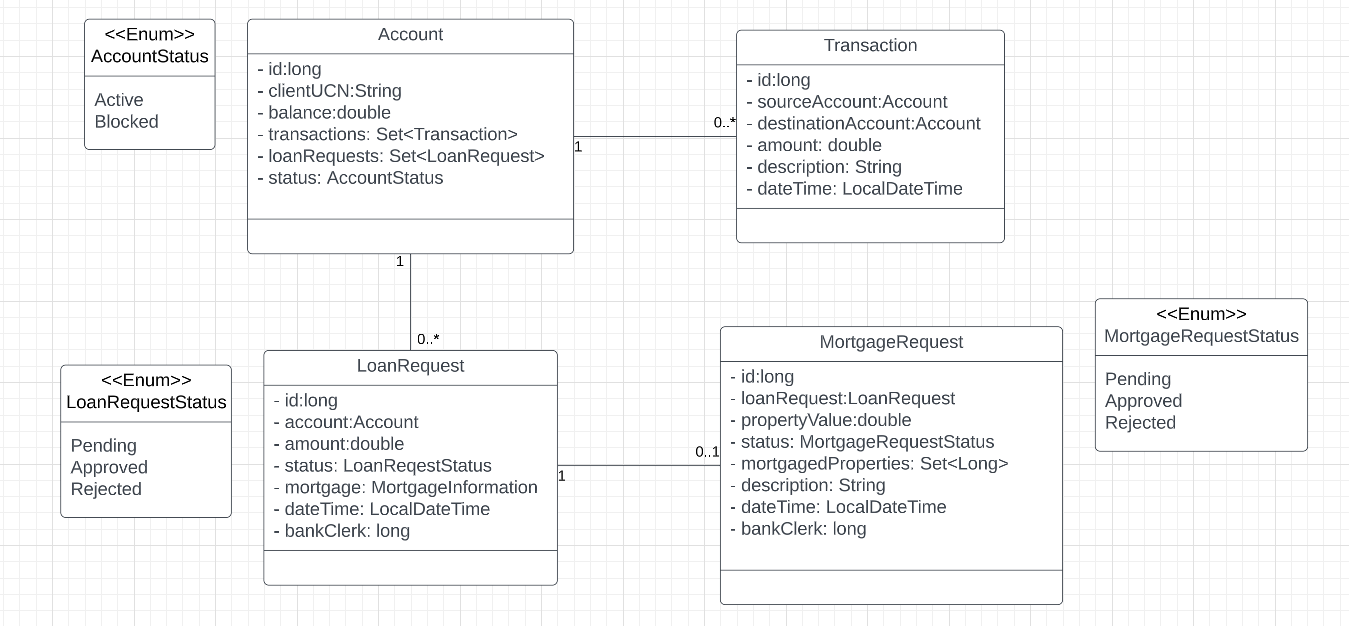 <<Enum>>
AccountStatus
Active
Blocked
Account
- id:long
- clientUCN:String
- balance:double
- transactions: Set<Transaction>
- loanRequests: Set<LoanRequest>
- status: AccountStatus
1
0..*
Transaction
- id:long
- sourceAccount:Account
- destinationAccount:Account
- amount: double
- description: String
- dateTime: LocalDateTime
1
0..*
<<Enum>>
LoanRequestStatus
Pending
Approved
Rejected
LoanRequest
- id:long
- account:Account
- amount:double
- status: LoanReqestStatus
- mortgage: MortgageInformation
- dateTime: LocalDateTime
- bankClerk: long
1
0..1
MortgageRequest
- id:long
- loanRequest:LoanRequest
- propertyValue:double
- status: MortgageRequestStatus
- mortgagedProperties: Set<Long>
- description: String
- dateTime: LocalDateTime
- bankClerk: long
<<Enum>>
MortgageRequestStatus
Pending
Approved
Rejected